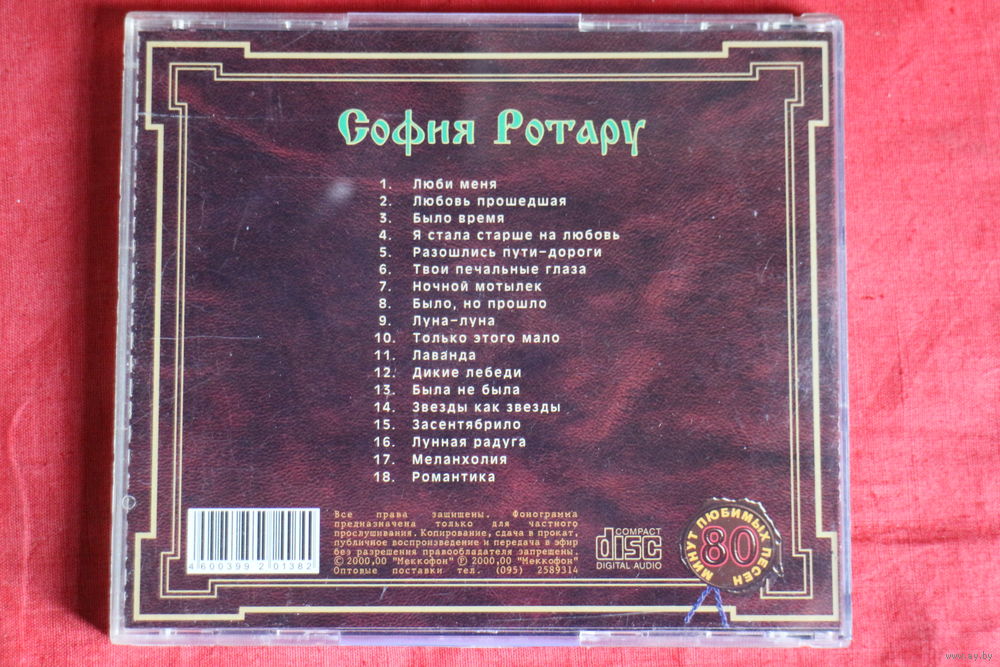 София Ротару
1. Люби меня
2. Любовь прошедшая
3. Было время
4. Я стала старше на любовь
5. Разошлись пути-дороги
6. Твои печальные глаза
7. Ночной мотылек
8. Было, но прошло
9. Луна-луна
10. Только этого мало
11. Лаванда
12. Дикие лебеди
13. Была не была
14. Звезды как звезды
15. Засентябрило
16. Лунная радуга
17. Меланхолия
18. Романтика
Все права защищены. Фонограмма
предназначена только для частного
прослушивания. Копирование, сдача в прокат,
публичное воспроизведение и передача в эфир
без разрешения правообладателя запрещены.
© 2000,00 "Меккофон" ℗ 2000,00 "Меккофон"
Оптовые поставки тел. (095) 2589314
4 600399 201382
COMPACT
disc
DIGITAL AUDIO
80
МИНУТ ЛЮБИМЫХ ПЕСЕН
www.ay.by